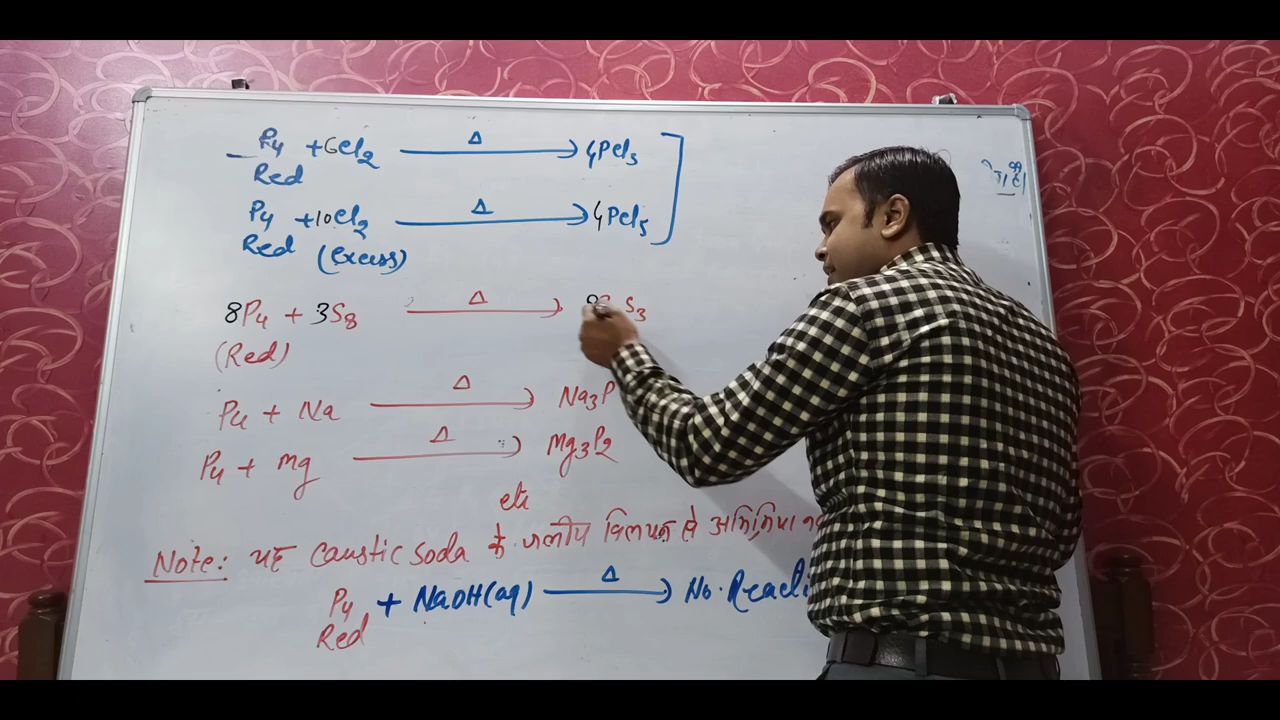 P4 + 6Cl2 —Δ→ 4PCl3
Red
P4 + 10Cl2 —Δ→ 4PCl5
Red (Excess)
8P4 + 3S8 —Δ→ S3
(Red)
P4 + Na —Δ→ Na3P
P4 + Mg —Δ→ Mg3P2
etc
Note: यह Caustic Soda के जलीय विलयन से अभिक्रिया
P4 + NaOH(aq) —Δ→ No. Reacti
Red